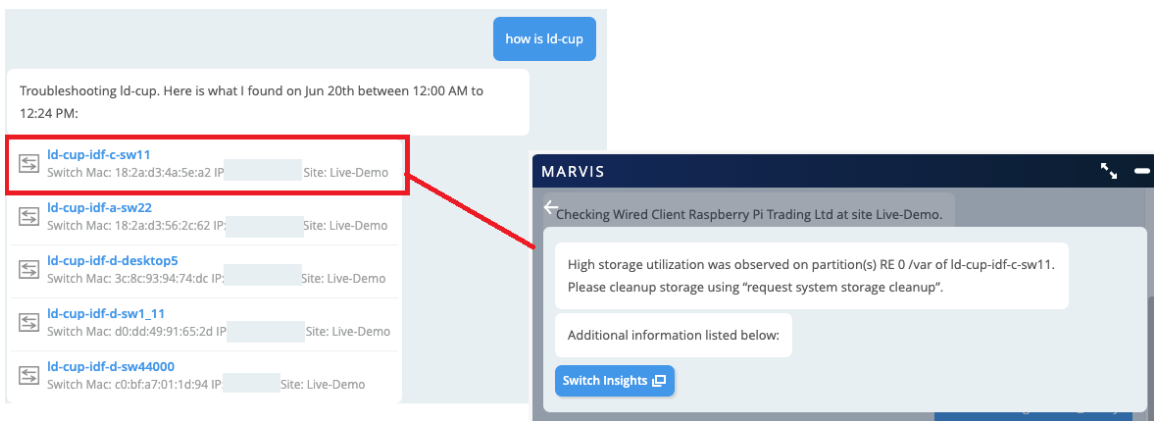 how is ld-cup
Troubleshooting ld-cup. Here is what I found on Jun 20th between 12:00 AM to
12:24 PM:
ld-cup-idf-c-sw11
Switch Mac: 18:2a:d3:4a:5e:a2 IP: Site: Live-Demo
ld-cup-idf-a-sw22
Switch Mac: 18:2a:d3:56:2c:62 IP: Site: Live-Demo
ld-cup-idf-d-desktop5
Switch Mac: 3c:8c:93:94:74:dc IP: Site: Live-Demo
ld-cup-idf-d-sw1_11
Switch Mac: d0:dd:49:91:65:2d IP Site: Live-Demo
ld-cup-idf-d-sw44000
Switch Mac: c0:bf:a7:01:1d:94 IP: Site: Live-Demo
MARVIS
Checking Wired Client Raspberry Pi Trading Ltd at site Live-Demo.
High storage utilization was observed on partition(s) RE 0 /var of ld-cup-idf-c-sw11.
Please cleanup storage using “request system storage cleanup”.
Additional information listed below:
Switch Insights